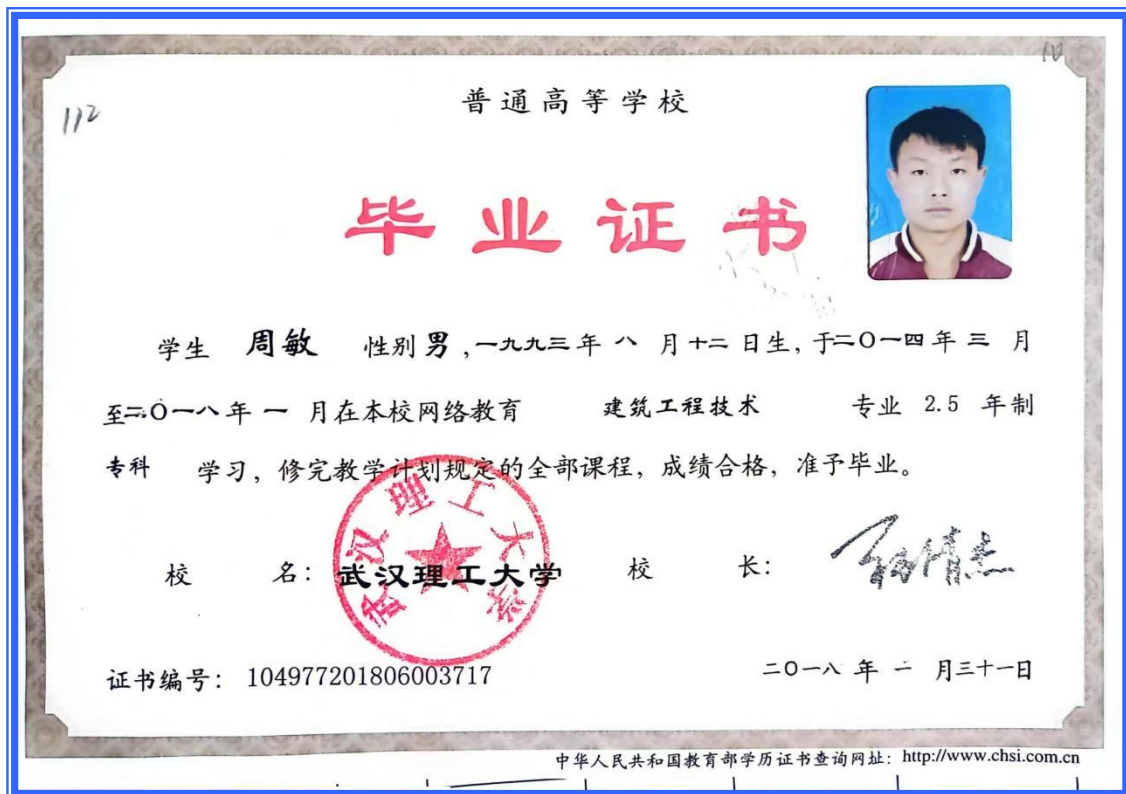 112
普通高等学校
毕业证书
学生 周敏 性别 男,一九九三年 八 月十二日生,于二〇一四年 三 月
至二〇一八年 一 月在本校网络教育 建筑工程技术 专业 2.5 年制
专科 学习,修完教学计划规定的全部课程,成绩合格,准予毕业。
武汉理工大学
校 名:武汉理工大学 校 长:
证书编号:104977201806003717 二〇一八 年 一 月三十一日
中华人民共和国教育部学历证书查询网址:http://www.chsi.com.cn